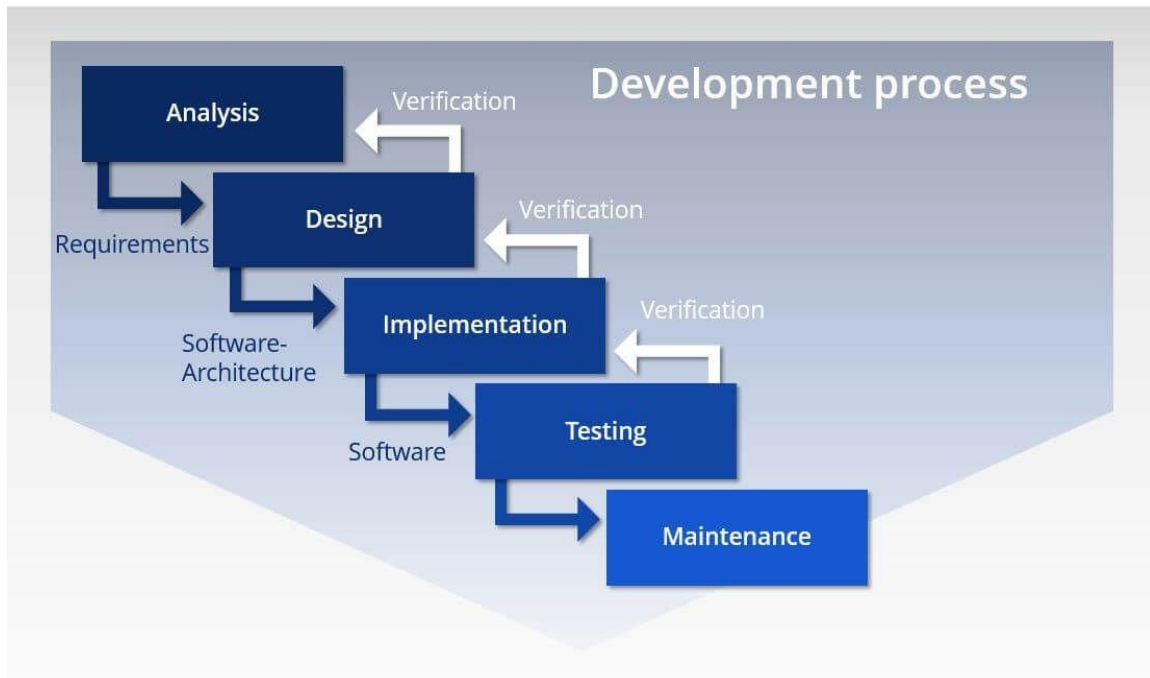 Development process
Analysis
Verification
Requirements
Design
Verification
Software-
Architecture
Implementation
Verification
Software
Testing
Maintenance